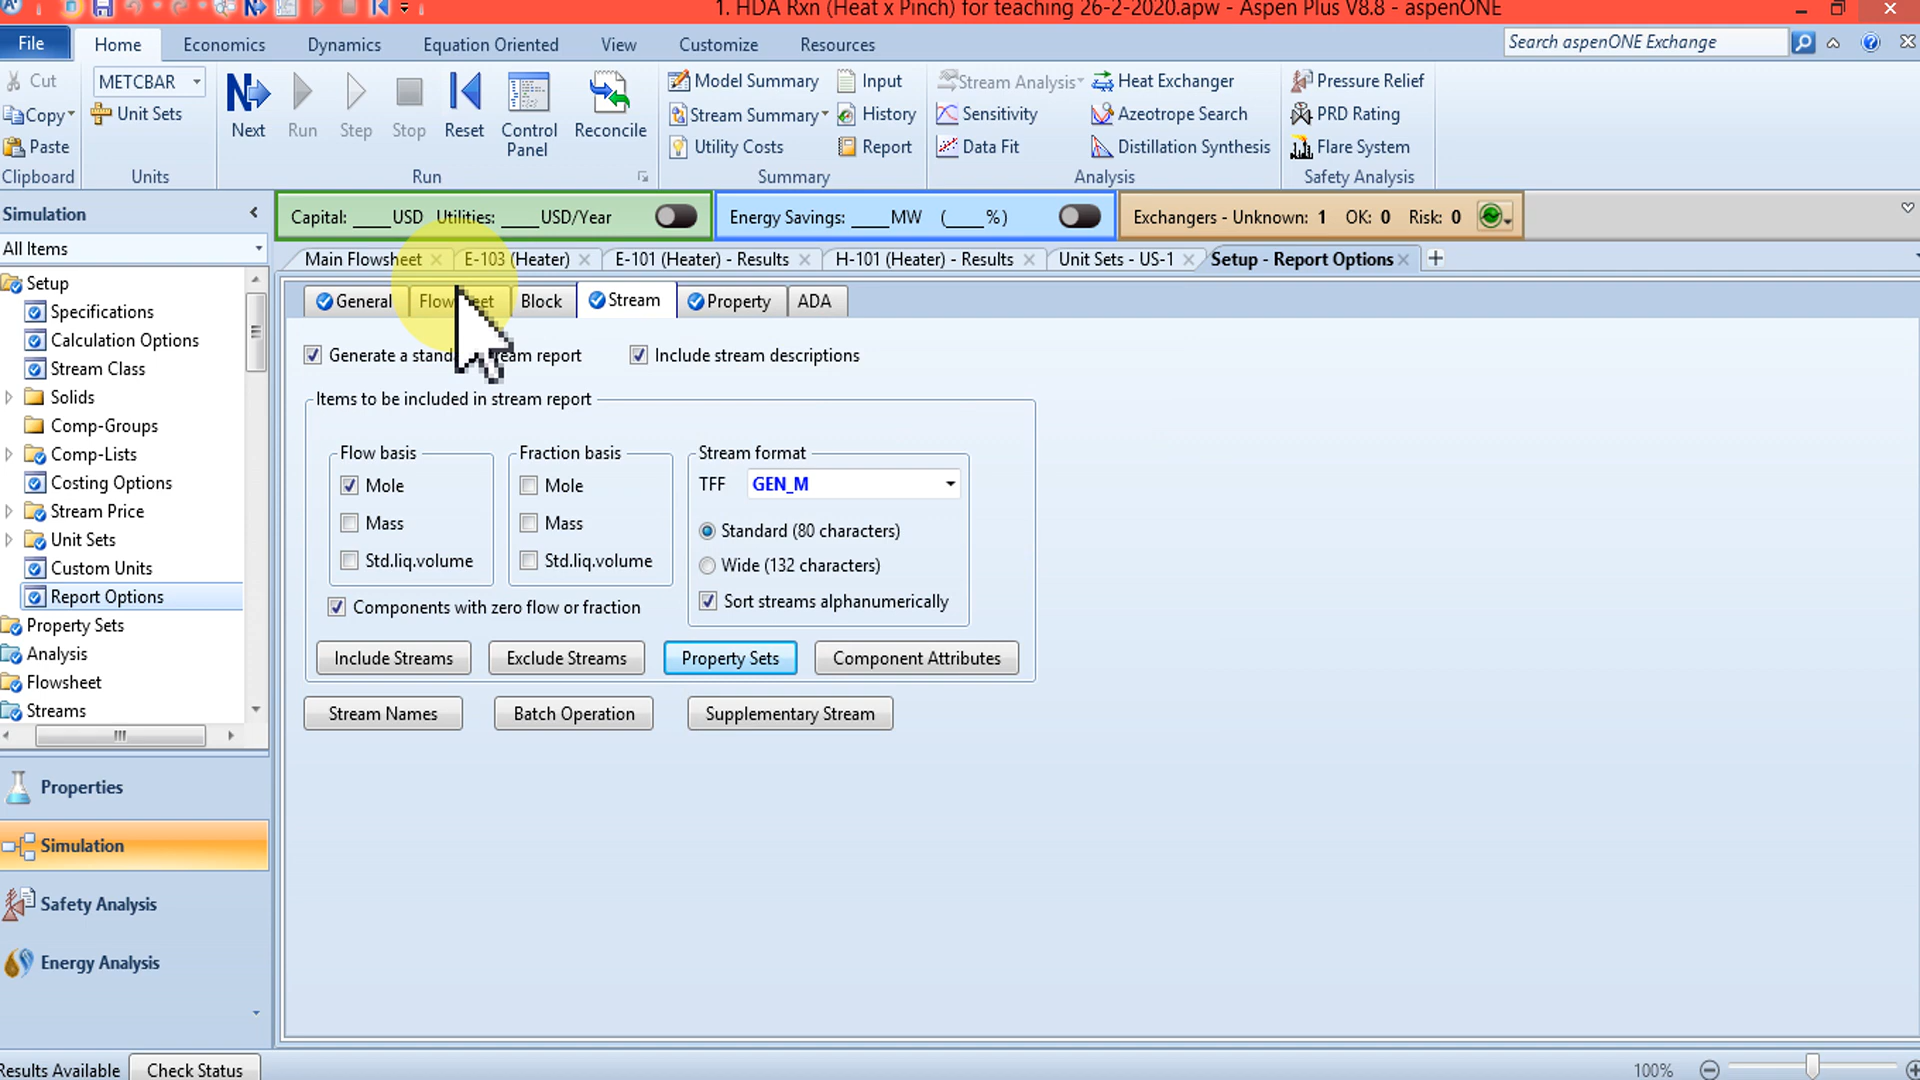 1. HDA Rxn (Heat x Pinch) for teaching 26-2-2020.apw - Aspen Plus V8.8 - aspenONE
File Home Economics Dynamics Equation Oriented View Customize Resources Search aspenONE Exchange
Cut METCBAR Model Summary Input Stream Analysis Heat Exchanger Pressure Relief
Copy Unit Sets Stream Summary History Sensitivity Azeotrope Search PRD Rating
Next Run Step Stop Reset Control Panel Reconcile
Paste Utility Costs Report Data Fit Distillation Synthesis Flare System
Clipboard Units Run Summary Analysis Safety Analysis
Simulation Capital: ____USD Utilities: ____USD/Year Energy Savings: ____MW (____%) Exchangers - Unknown: 1 OK: 0 Risk: 0
All Items
Main Flowsheet E-103 (Heater) E-101 (Heater) - Results H-101 (Heater) - Results Unit Sets - US-1 Setup - Report Options
General Flowsheet Block Stream Property ADA
Setup
Specifications
Calculation Options
Stream Class
Solids
Comp-Groups
Comp-Lists
Costing Options
Stream Price
Unit Sets
Custom Units
Report Options
Property Sets
Analysis
Flowsheet
Streams
Properties
Simulation
Safety Analysis
Energy Analysis
Generate a standard stream report Include stream descriptions
Items to be included in stream report
Flow basis Fraction basis Stream format
Mole Mole TFF GEN_M
Mass Mass Standard (80 characters)
Std.liq.volume Std.liq.volume Wide (132 characters)
Components with zero flow or fraction Sort streams alphanumerically
Include Streams Exclude Streams Property Sets Component Attributes
Stream Names Batch Operation Supplementary Stream
Results Available Check Status 100%